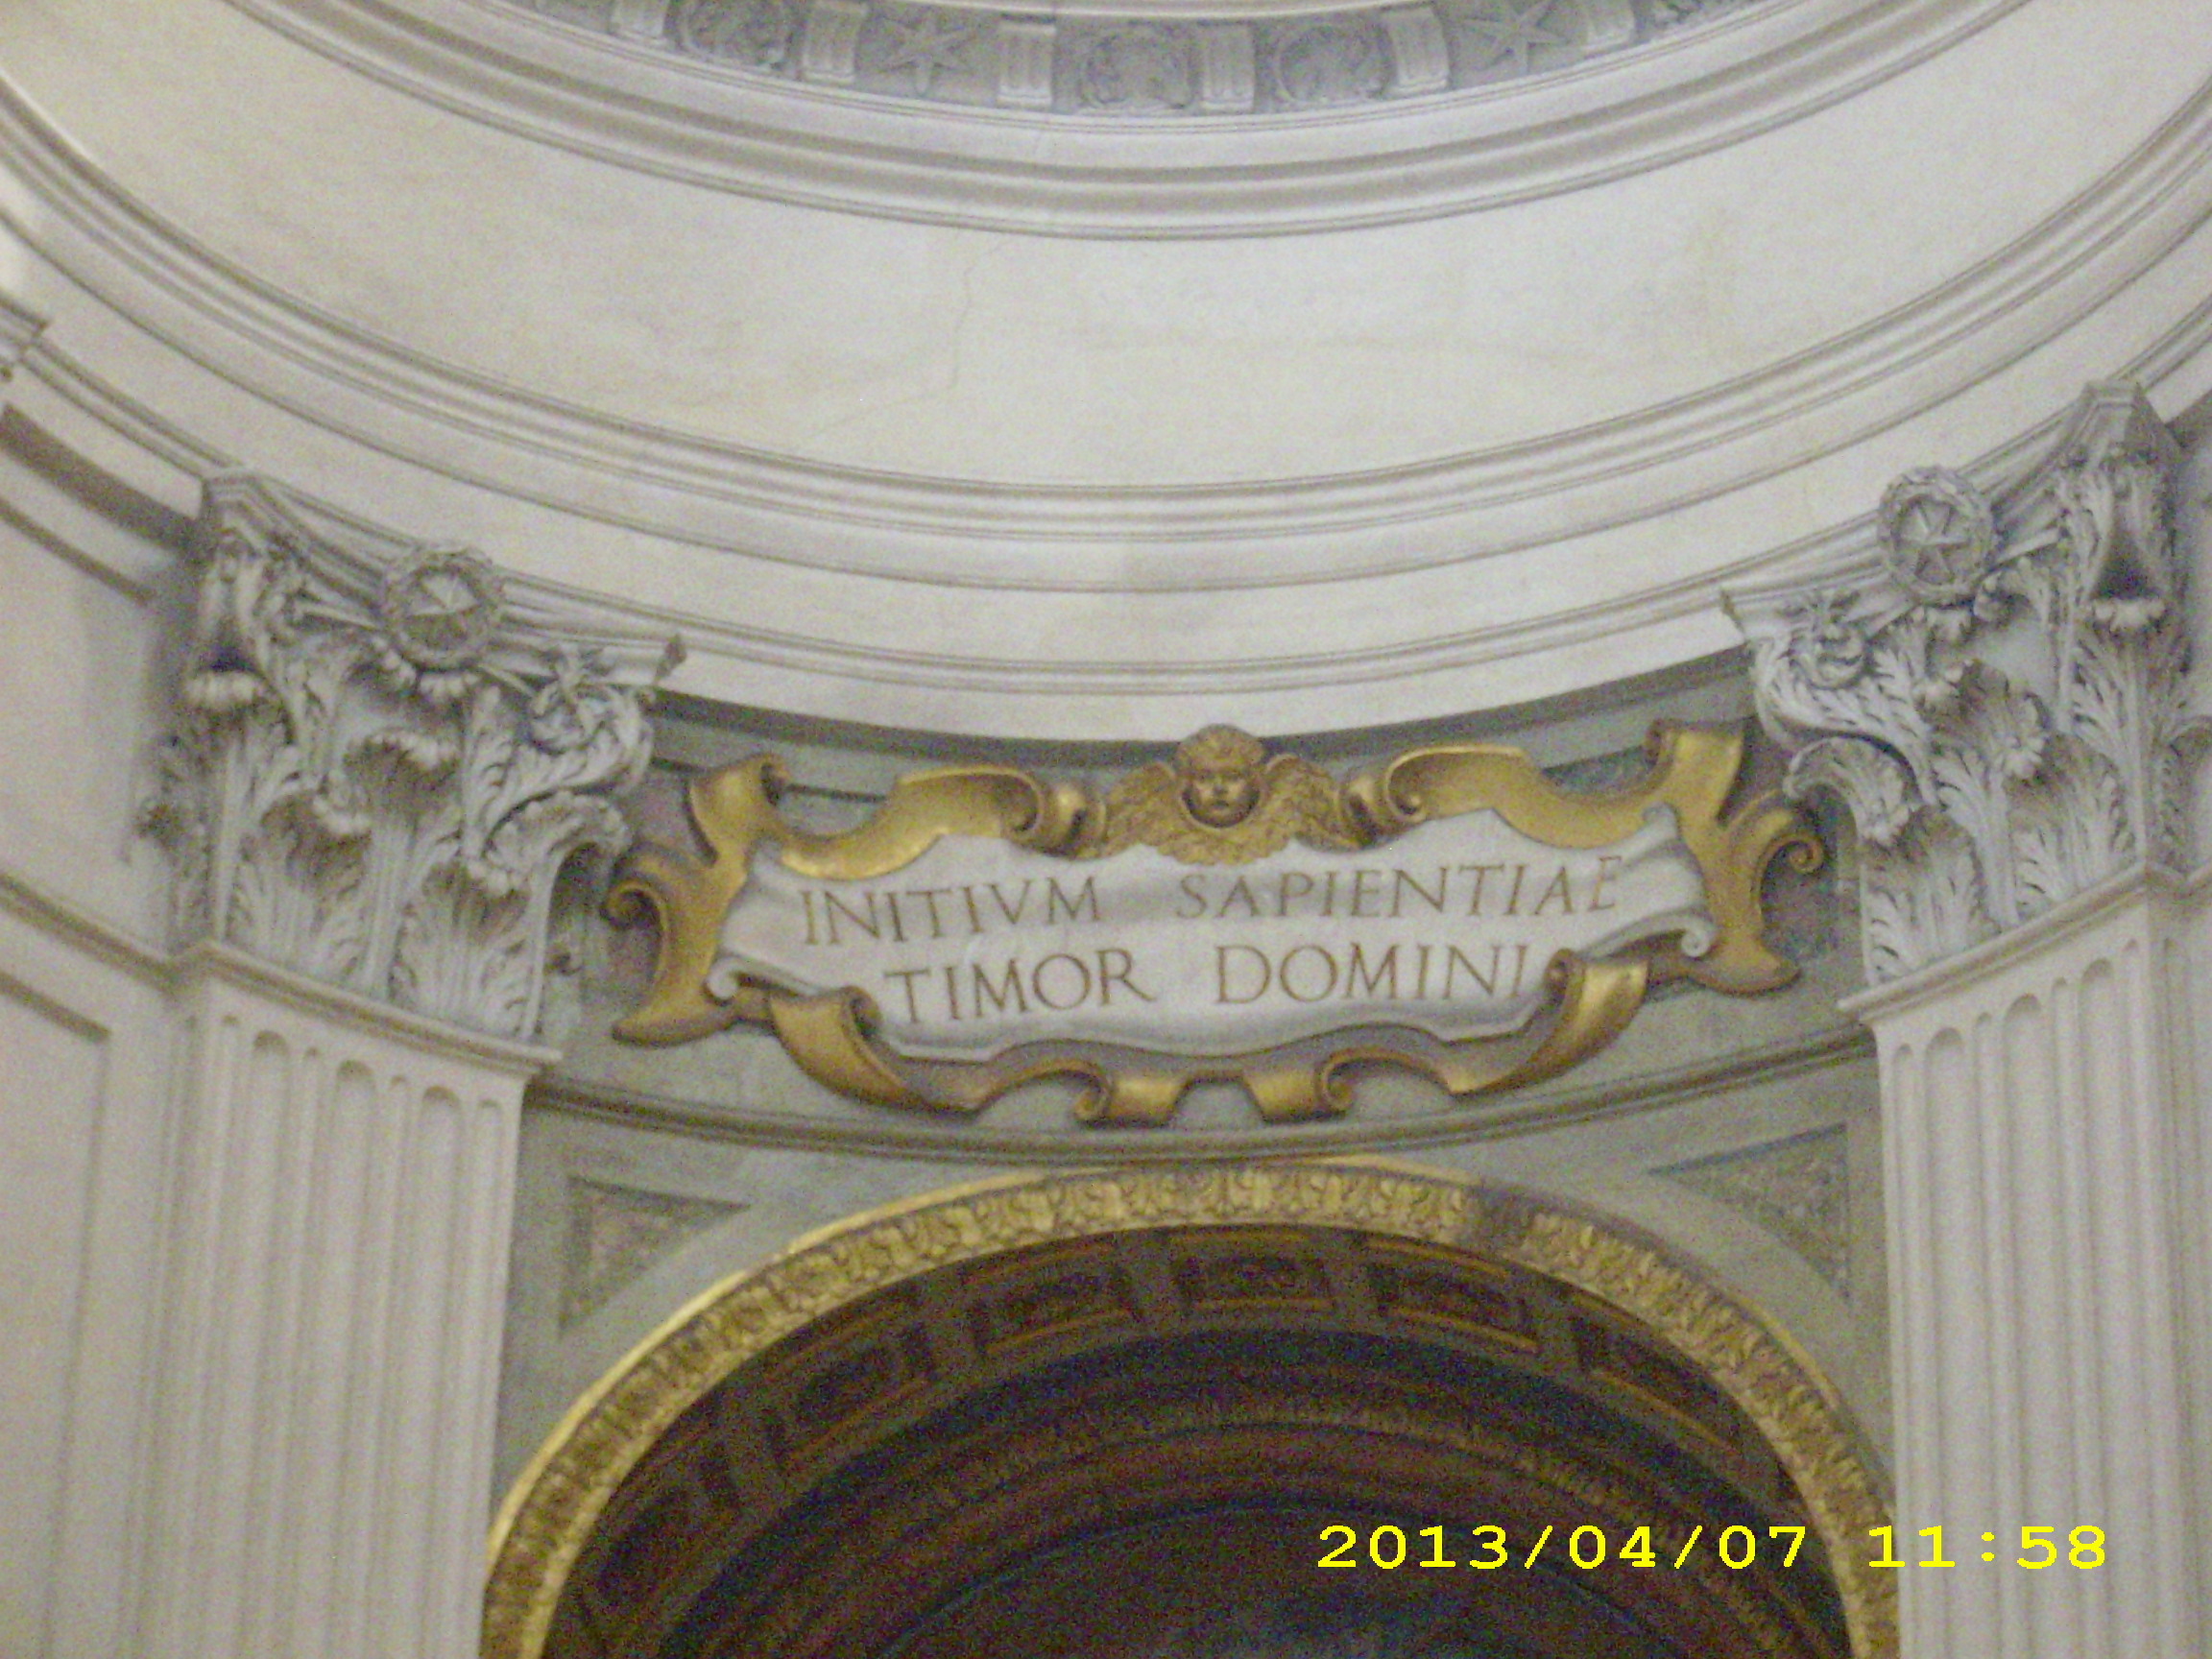 INITIVM SAPIENTIAE
TIMOR DOMINI
2013/04/07 11:58